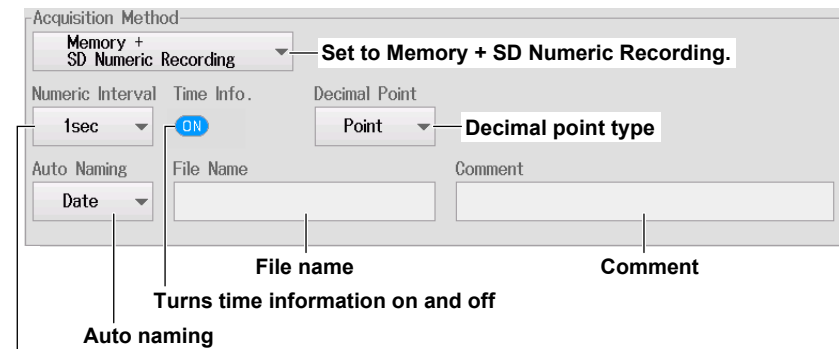 Acquisition Method
Memory +
SD Numeric Recording
Set to Memory + SD Numeric Recording.
Numeric Interval Time Info. Decimal Point
1sec ON Point Decimal point type
Auto Naming File Name Comment
Date
File name Comment
Turns time information on and off
Auto naming